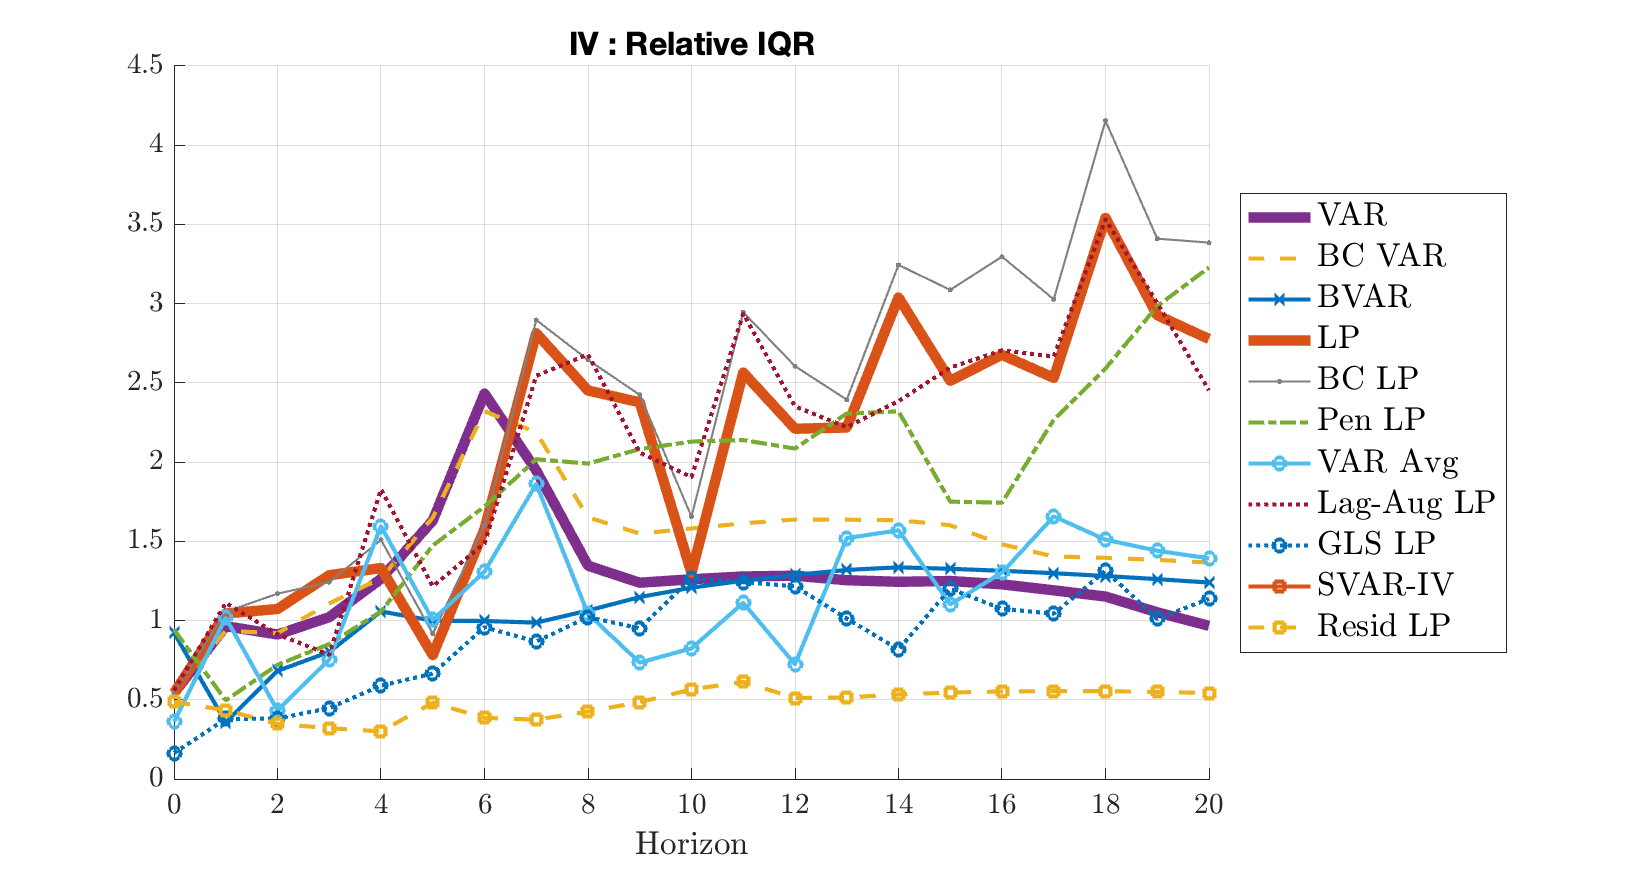 IV : Relative IQR
4.5
4
3.5
3
2.5
2
1.5
1
0.5
0
0 2 4 6 8 10 12 14 16 18 20
Horizon
VAR
BC VAR
BVAR
LP
BC LP
Pen LP
VAR Avg
Lag-Aug LP
GLS LP
SVAR-IV
Resid LP